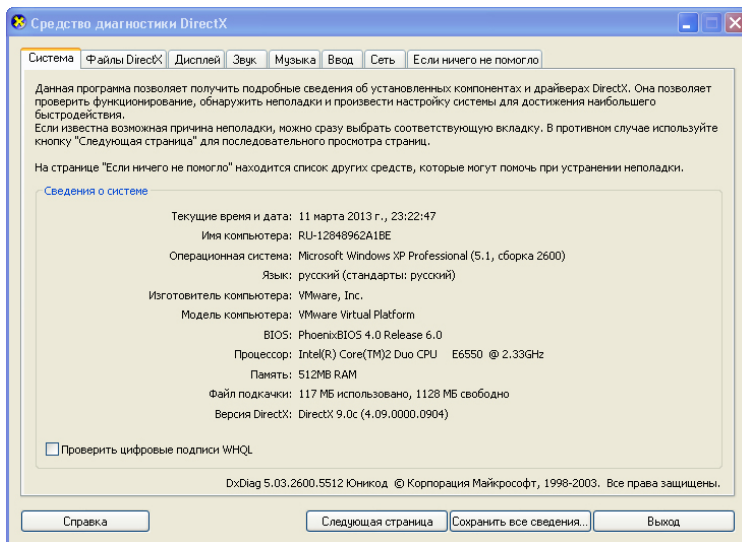 Средство диагностики DirectX
Система Файлы DirectX Дисплей Звук Музыка Ввод Сеть Если ничего не помогло
Данная программа позволяет получить подробные сведения об установленных компонентах и драйверах DirectX. Она позволяет
проверить функционирование, обнаружить неполадки и произвести настройку системы для достижения наибольшего
быстродействия.
Если известна возможная причина неполадки, можно сразу выбрать соответствующую вкладку. В противном случае используйте
кнопку "Следующая страница" для последовательного просмотра страниц.
На странице "Если ничего не помогло" находится список других средств, которые могут помочь при устранении неполадки.
Сведения о системе
Текущие время и дата: 11 марта 2013 г., 23:22:47
Имя компьютера: RU-12848962A1BE
Операционная система: Microsoft Windows XP Professional (5.1, сборка 2600)
Язык: русский (стандарты: русский)
Изготовитель компьютера: VMware, Inc.
Модель компьютера: VMware Virtual Platform
BIOS: PhoenixBIOS 4.0 Release 6.0
Процессор: Intel(R) Core(TM)2 Duo CPU E6550 @ 2.33GHz
Память: 512MB RAM
Файл подкачки: 117 МБ использовано, 1128 МБ свободно
Версия DirectX: DirectX 9.0c (4.09.0000.0904)
Проверить цифровые подписи WHQL
DxDiag 5.03.2600.5512 Юникод © Корпорация Майкрософт, 1998-2003. Все права защищены.
Справка Следующая страница Сохранить все сведения... Выход